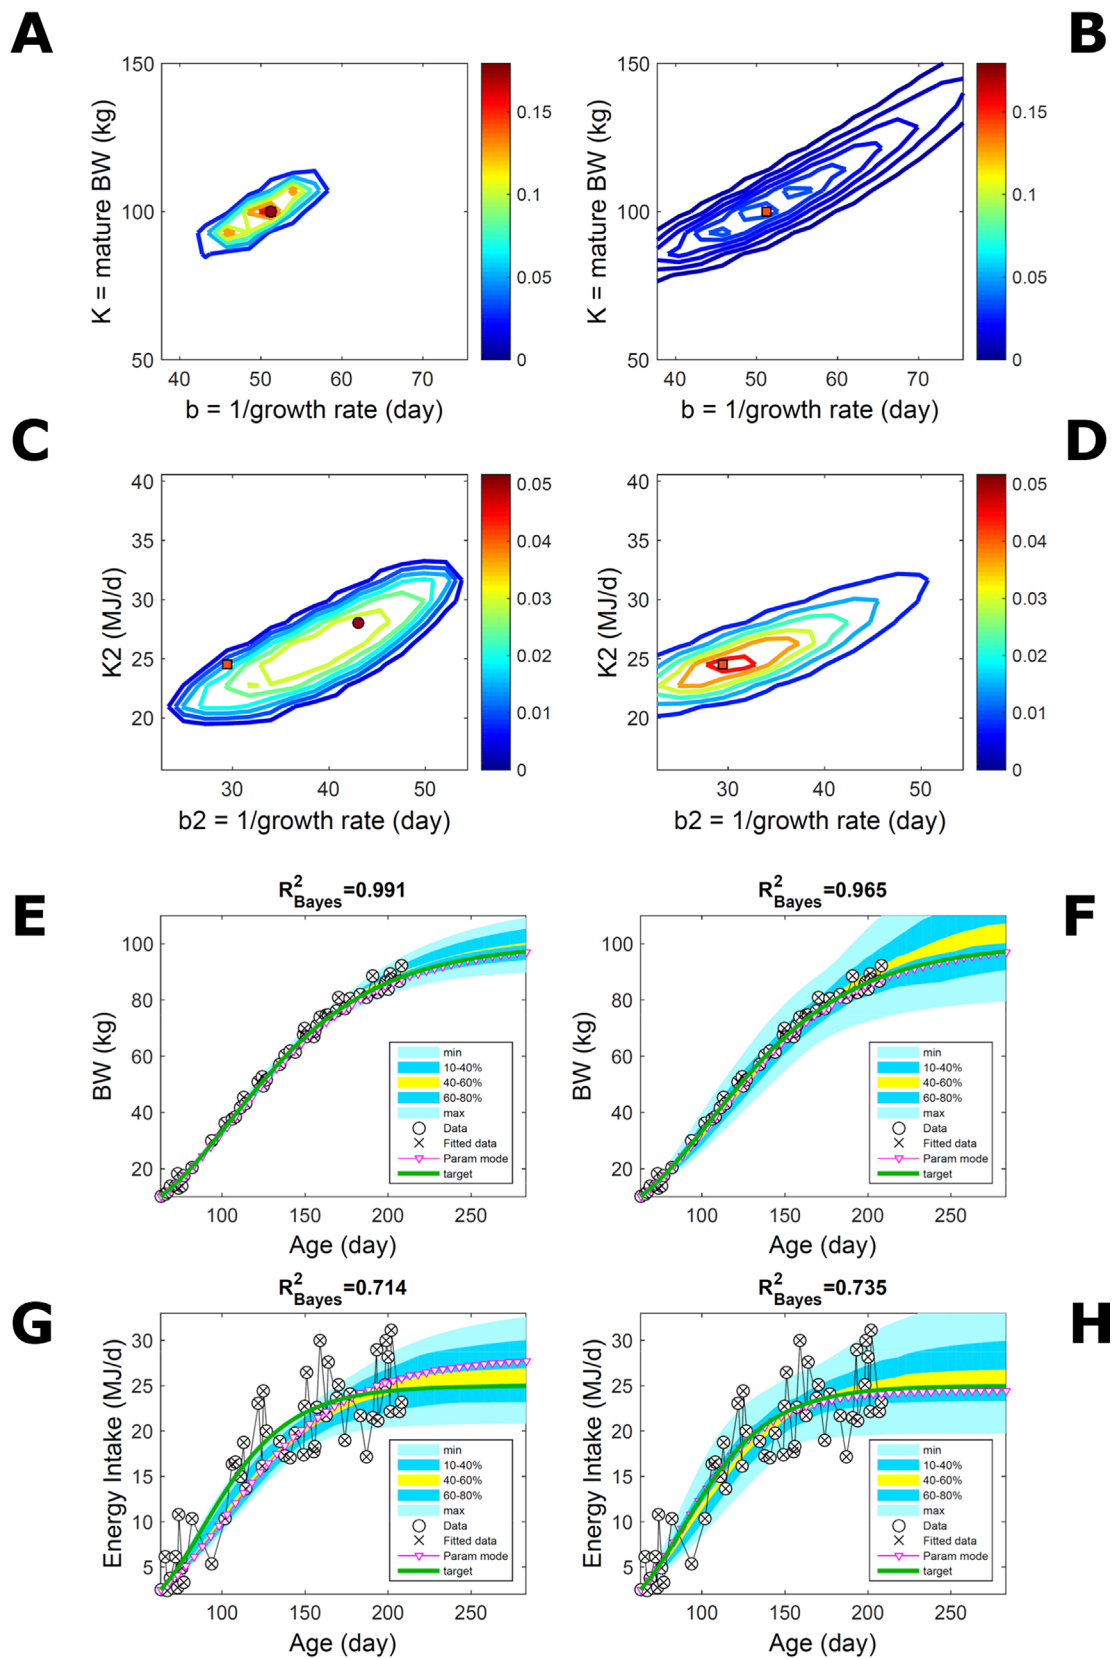 A
B
150
100
50
K = mature BW (kg)
40 50 60 70
b = 1/growth rate (day)
0.15
0.1
0.05
0
150
100
50
K = mature BW (kg)
40 50 60 70
b = 1/growth rate (day)
0.15
0.1
0.05
0
C
D
40
35
30
25
20
K2 (MJ/d)
30 40 50
b2 = 1/growth rate (day)
0.05
0.04
0.03
0.02
0.01
0
40
35
30
25
20
K2 (MJ/d)
30 40 50
b2 = 1/growth rate (day)
0.05
0.04
0.03
0.02
0.01
0
E
F
R²Bayes=0.991
100
80
60
40
20
BW (kg)
min
10-40%
40-60%
60-80%
max
Data
Fitted data
Param mode
target
100 150 200 250
Age (day)
R²Bayes=0.965
100
80
60
40
20
BW (kg)
min
10-40%
40-60%
60-80%
max
Data
Fitted data
Param mode
target
100 150 200 250
Age (day)
G
H
R²Bayes=0.714
30
25
20
15
10
5
Energy Intake (MJ/d)
min
10-40%
40-60%
60-80%
max
Data
Fitted data
Param mode
target
100 150 200 250
Age (day)
R²Bayes=0.735
30
25
20
15
10
5
Energy Intake (MJ/d)
min
10-40%
40-60%
60-80%
max
Data
Fitted data
Param mode
target
100 150 200 250
Age (day)